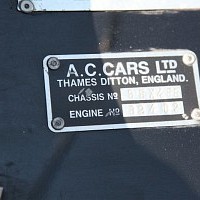 A.C. CARS LTD
THAMES DITTON, ENGLAND.
CHASSIS Nº
ENGINE Nº